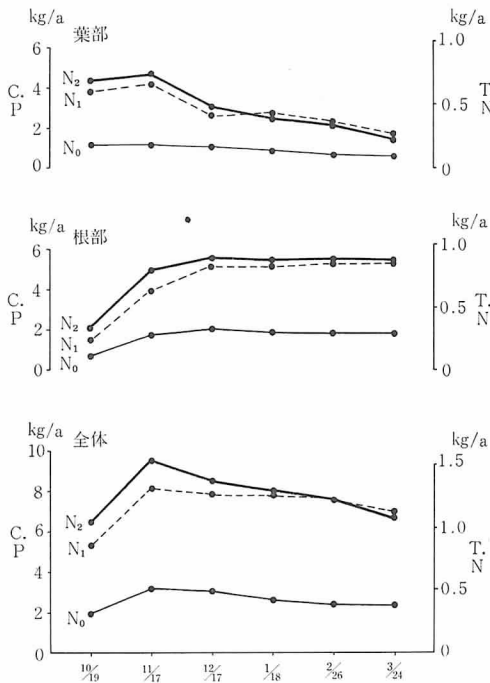 kg/a 葉部 kg/a
6
4
2
0
C.
P
N₂
N₁
N₀
1.0
0.5
0
T.
N
kg/a 根部 kg/a
6
4
2
0
C.
P
N₂
N₁
N₀
1.0
0.5
0
T.
N
kg/a 全体 kg/a
10
8
6
4
2
0
C.
P
N₂
N₁
N₀
1.5
1.0
0.5
0
T.
N
10/19 11/17 12/17 1/18 2/26 3/24